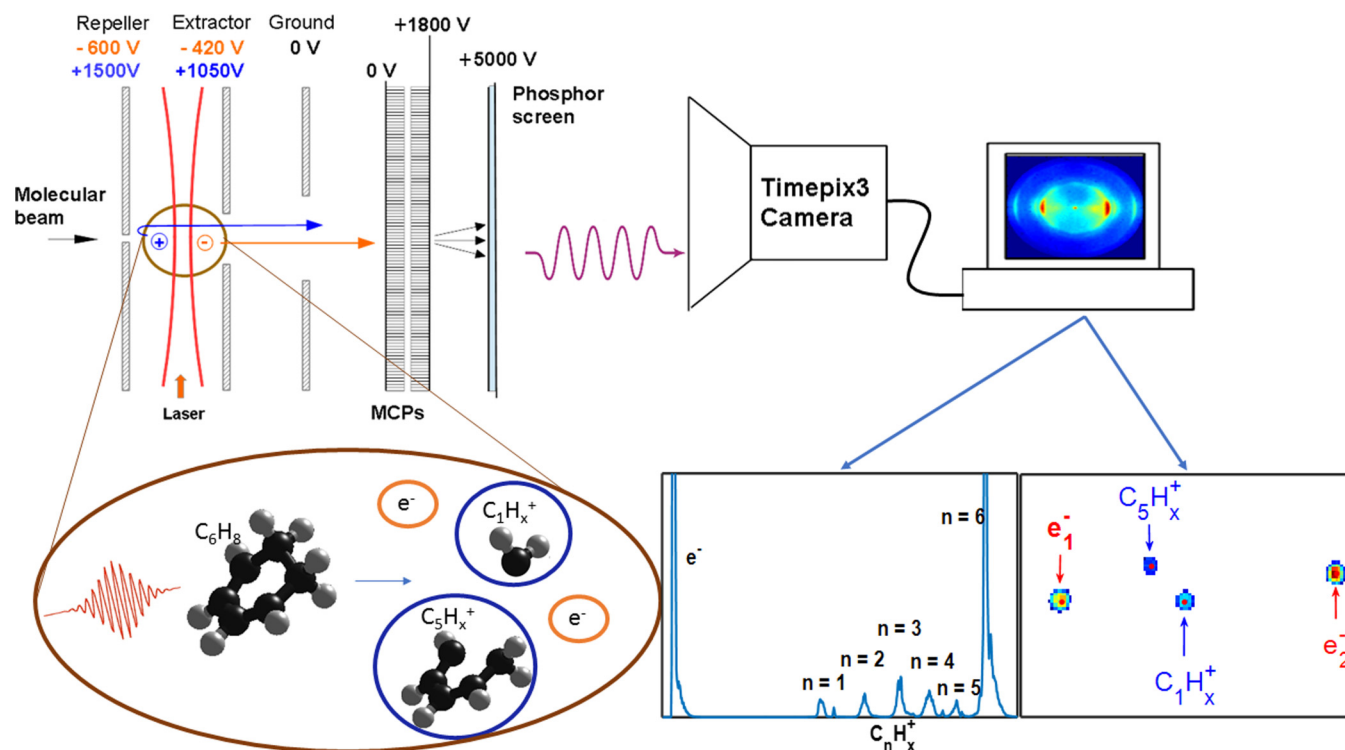 Repeller Extractor Ground
- 600 V - 420 V 0 V
+1500V +1050V
+1800 V
0 V
+5000 V
Phosphor
screen
Molecular
beam
+ -
Timepix3
Camera
Laser
MCPs
C₆H₈
e⁻
C₁Hₓ⁺
C₅Hₓ⁺
e⁻
e⁻
n = 1
n = 2
n = 3
n = 4
n = 5
n = 6
CₙHₓ⁺
C₅Hₓ⁺
e₁⁻
C₁Hₓ⁺
e₂⁻